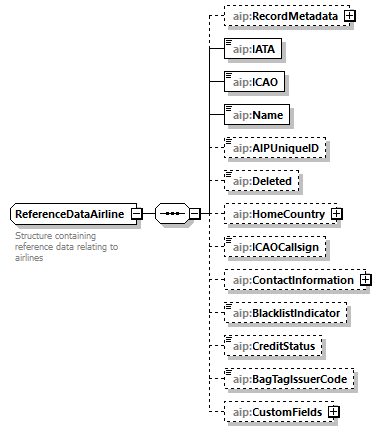 aip:RecordMetadata
aip:IATA
aip:ICAO
aip:Name
aip:AIPUniqueID
aip:Deleted
ReferenceDataAirline
aip:HomeCountry
Structure containing
reference data relating to
airlines
aip:ICAOCallsign
aip:ContactInformation
aip:BlacklistIndicator
aip:CreditStatus
aip:BagTagIssuerCode
aip:CustomFields